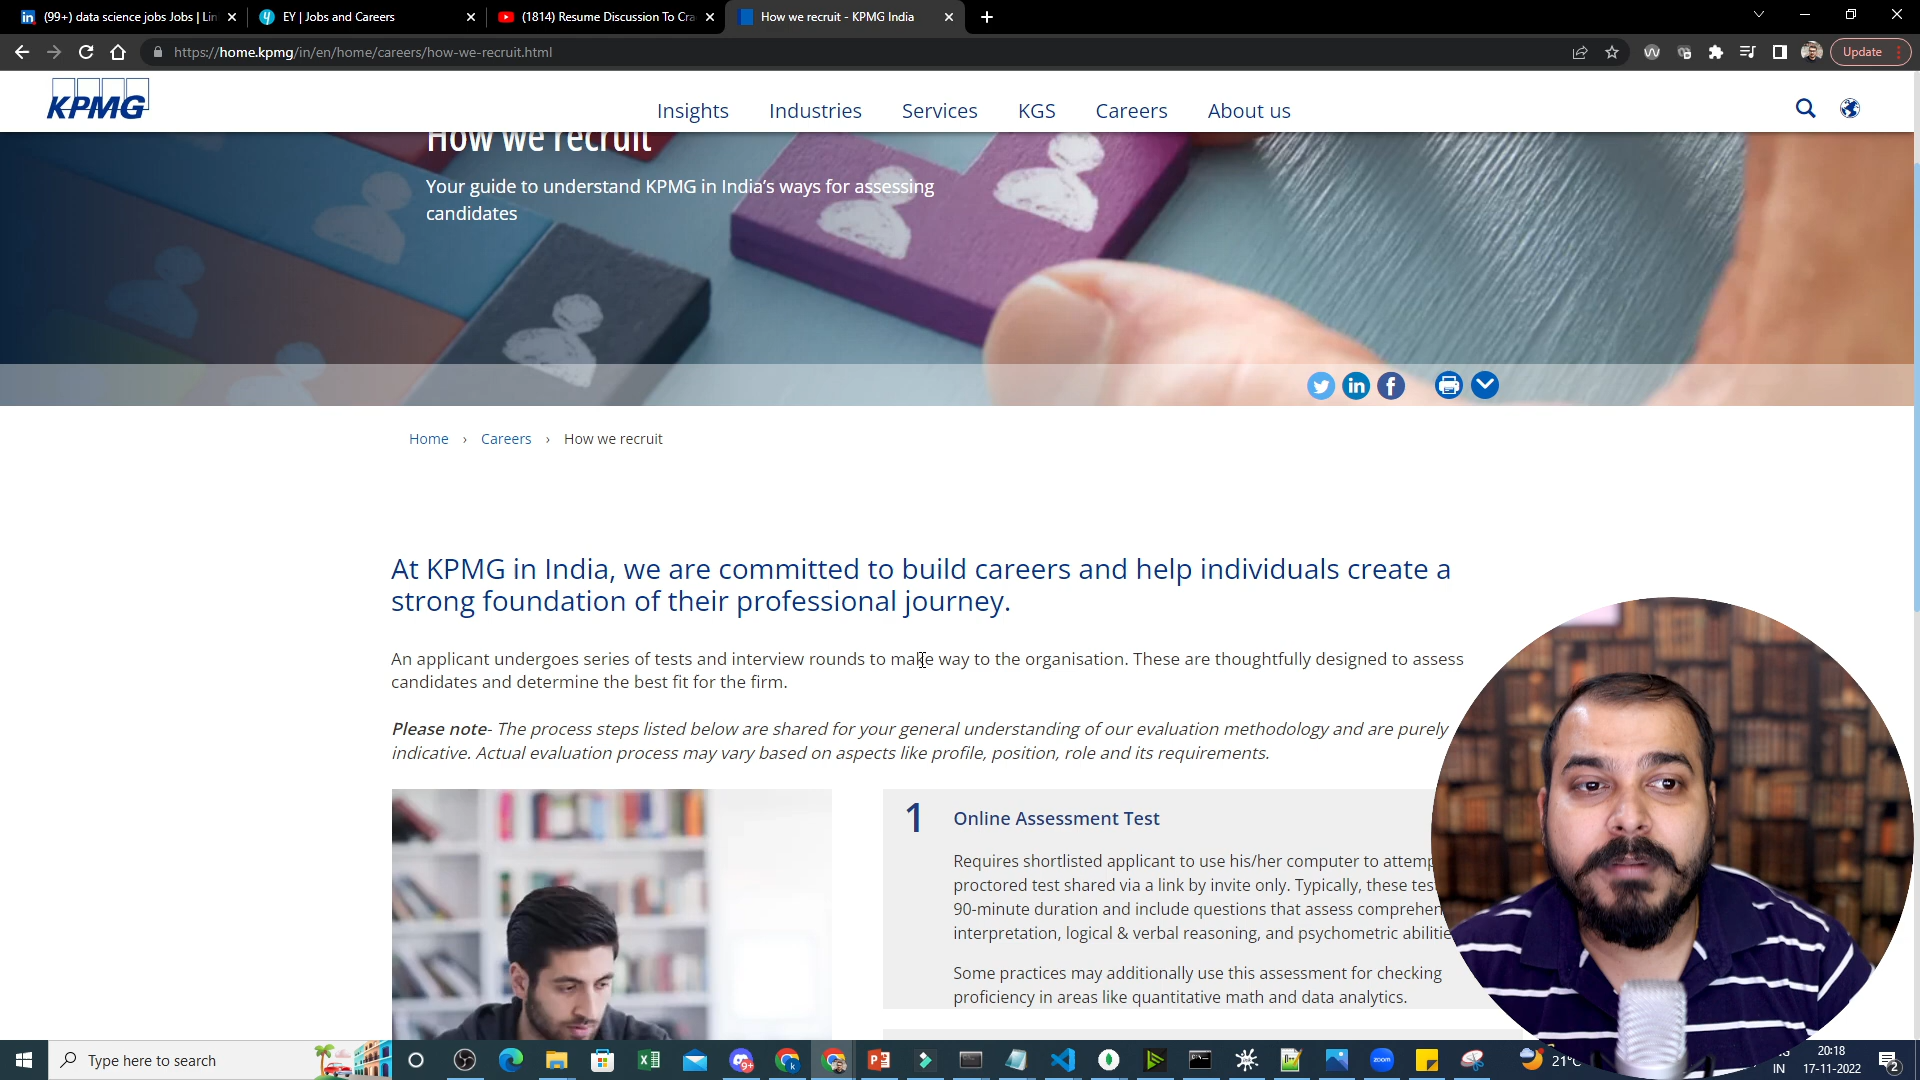 (99+) data science jobs Jobs | Lin
EY | Jobs and Careers
(1814) Resume Discussion To Cra
How we recruit - KPMG India
https://home.kpmg/in/en/home/careers/how-we-recruit.html
Update
KPMG
Insights
Industries
Services
KGS
Careers
About us
How we recruit
Your guide to understand KPMG in India's ways for assessing
candidates
Home › Careers › How we recruit
At KPMG in India, we are committed to build careers and help individuals create a
strong foundation of their professional journey.
An applicant undergoes series of tests and interview rounds to make way to the organisation. These are thoughtfully designed to assess
candidates and determine the best fit for the firm.
Please note- The process steps listed below are shared for your general understanding of our evaluation methodology and are purely
indicative. Actual evaluation process may vary based on aspects like profile, position, role and its requirements.
1 Online Assessment Test
Requires shortlisted applicant to use his/her computer to attemp
proctored test shared via a link by invite only. Typically, these tes
90-minute duration and include questions that assess comprehen
interpretation, logical & verbal reasoning, and psychometric abilitie
Some practices may additionally use this assessment for checking
proficiency in areas like quantitative math and data analytics.
Type here to search
21°C
IN
20:18
17-11-2022
2